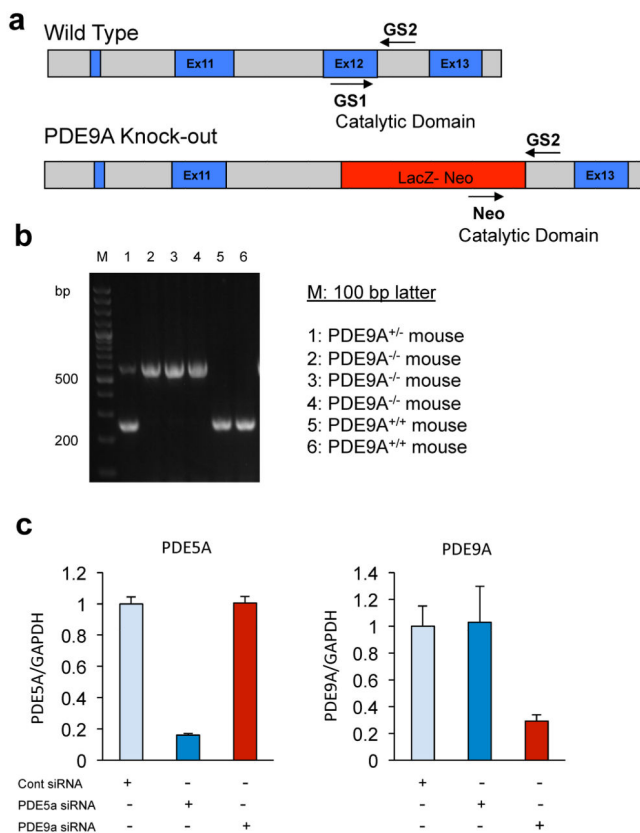 a
Wild Type
GS2
Ex11
Ex12
Ex13
GS1
Catalytic Domain
PDE9A Knock-out
GS2
Ex11
LacZ- Neo
Ex13
Neo
Catalytic Domain
b
M 1 2 3 4 5 6
bp
500
200
M: 100 bp latter
1: PDE9A+/- mouse
2: PDE9A-/- mouse
3: PDE9A-/- mouse
4: PDE9A-/- mouse
5: PDE9A+/+ mouse
6: PDE9A+/+ mouse
c
PDE5A
PDE5A/GAPDH
1.2
1
0.8
0.6
0.4
0.2
0
PDE9A
PDE9A/GAPDH
1.4
1.2
1
0.8
0.6
0.4
0.2
0
Cont siRNA + - - + - -
PDE5a siRNA - + - - + -
PDE9a siRNA - - + - - +